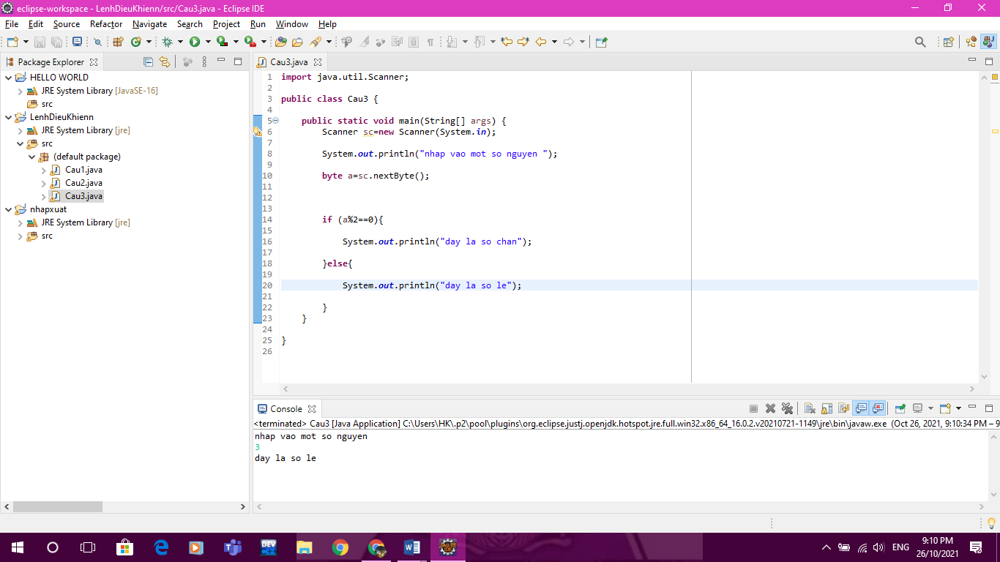 eclipse-workspace - LenhDieuKhienn/src/Cau3.java - Eclipse IDE
File Edit Source Refactor Navigate Search Project Run Window Help
Package Explorer
HELLO WORLD
JRE System Library [JavaSE-16]
src
LenhDieuKhienn
JRE System Library [jre]
src
(default package)
Cau1.java
Cau2.java
Cau3.java
nhapxuat
JRE System Library [jre]
src
Cau3.java
1 import java.util.Scanner;
2
3 public class Cau3 {
4
5 public static void main(String[] args) {
6 Scanner sc=new Scanner(System.in);
7
8 System.out.println("nhap vao mot so nguyen ");
9
10 byte a=sc.nextByte();
11
12
13
14 if (a%2==0){
15
16 System.out.println("day la so chan");
17
18 }else{
19
20 System.out.println("day la so le");
21
22 }
23 }
24
25 }
26
Console
<terminated> Cau3 [Java Application] C:\Users\HK\.p2\pool\plugins\org.eclipse.justj.openjdk.hotspot.jre.full.win32.x86_64_16.0.2.v20210721-1149\jre\bin\javaw.exe (Oct 26, 2021, 9:10:34 PM – 9
nhap vao mot so nguyen
3
day la so le
DEV
ENG
9:10 PM
26/10/2021